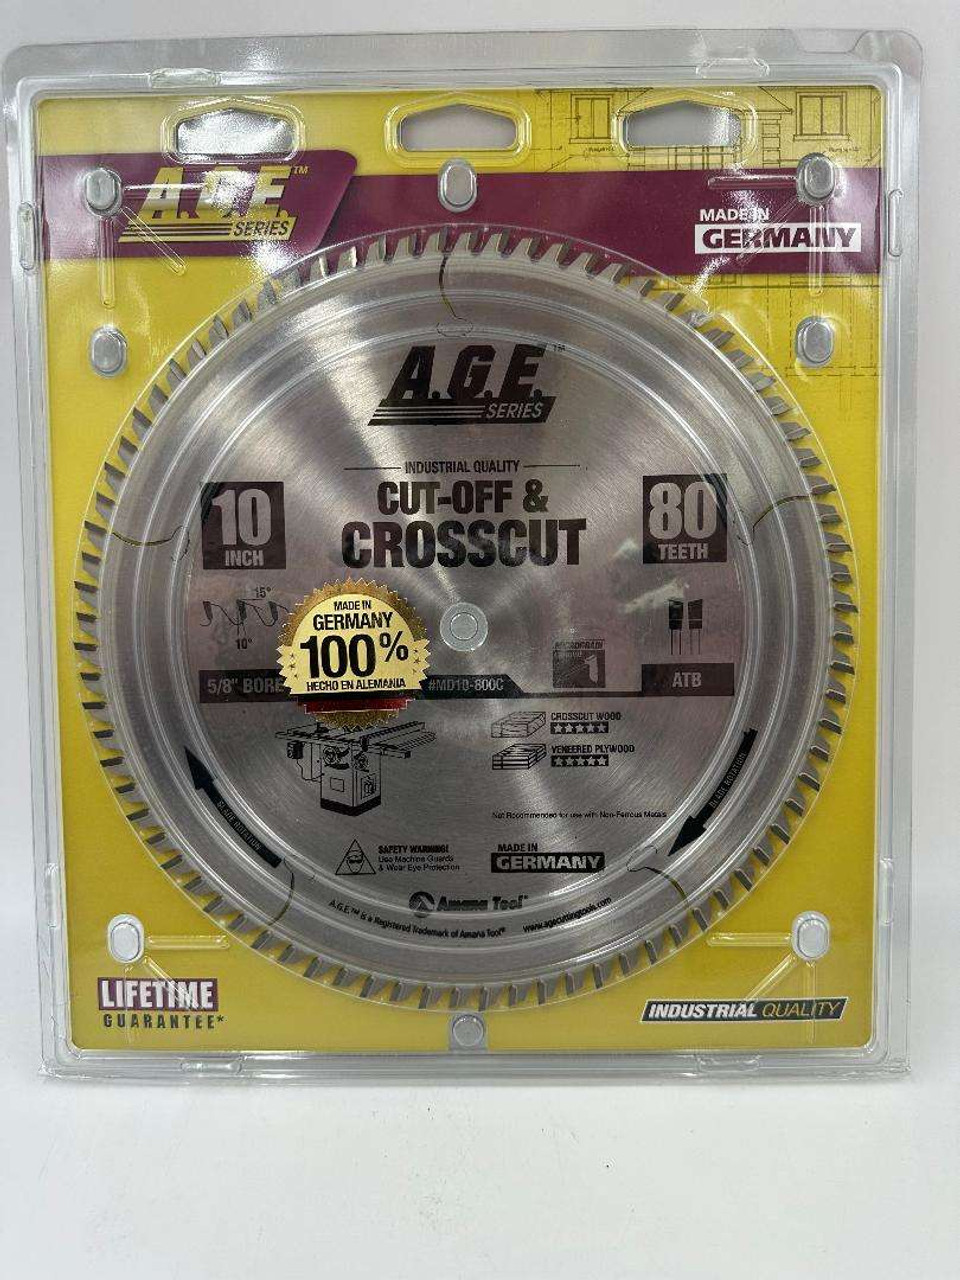 A.G.E.™
SERIES
MADE IN
GERMANY
A.G.E.™
SERIES
INDUSTRIAL QUALITY
CUT-OFF &
CROSSCUT
10
INCH
80
TEETH
15°
10°
MADE IN
GERMANY
100%
HECHO EN ALEMANIA
MICROGRAIN
1
5/8" BORE
#MD10-800C
ATB
CROSSCUT WOOD
★★★★★
VENEERED PLYWOOD
★★★★★
BLADE ROTATION
BLADE ROTATION
Not Recommended for use with Non-Ferrous Metals
SAFETY WARNING!
Use Machine Guards
& Wear Eye Protection
MADE IN
GERMANY
Amana Tool®
A.G.E.™ is a Registered Trademark of Amana Tool®
www.agecuttingtools.com
LIFETIME
GUARANTEE*
INDUSTRIAL QUALITY